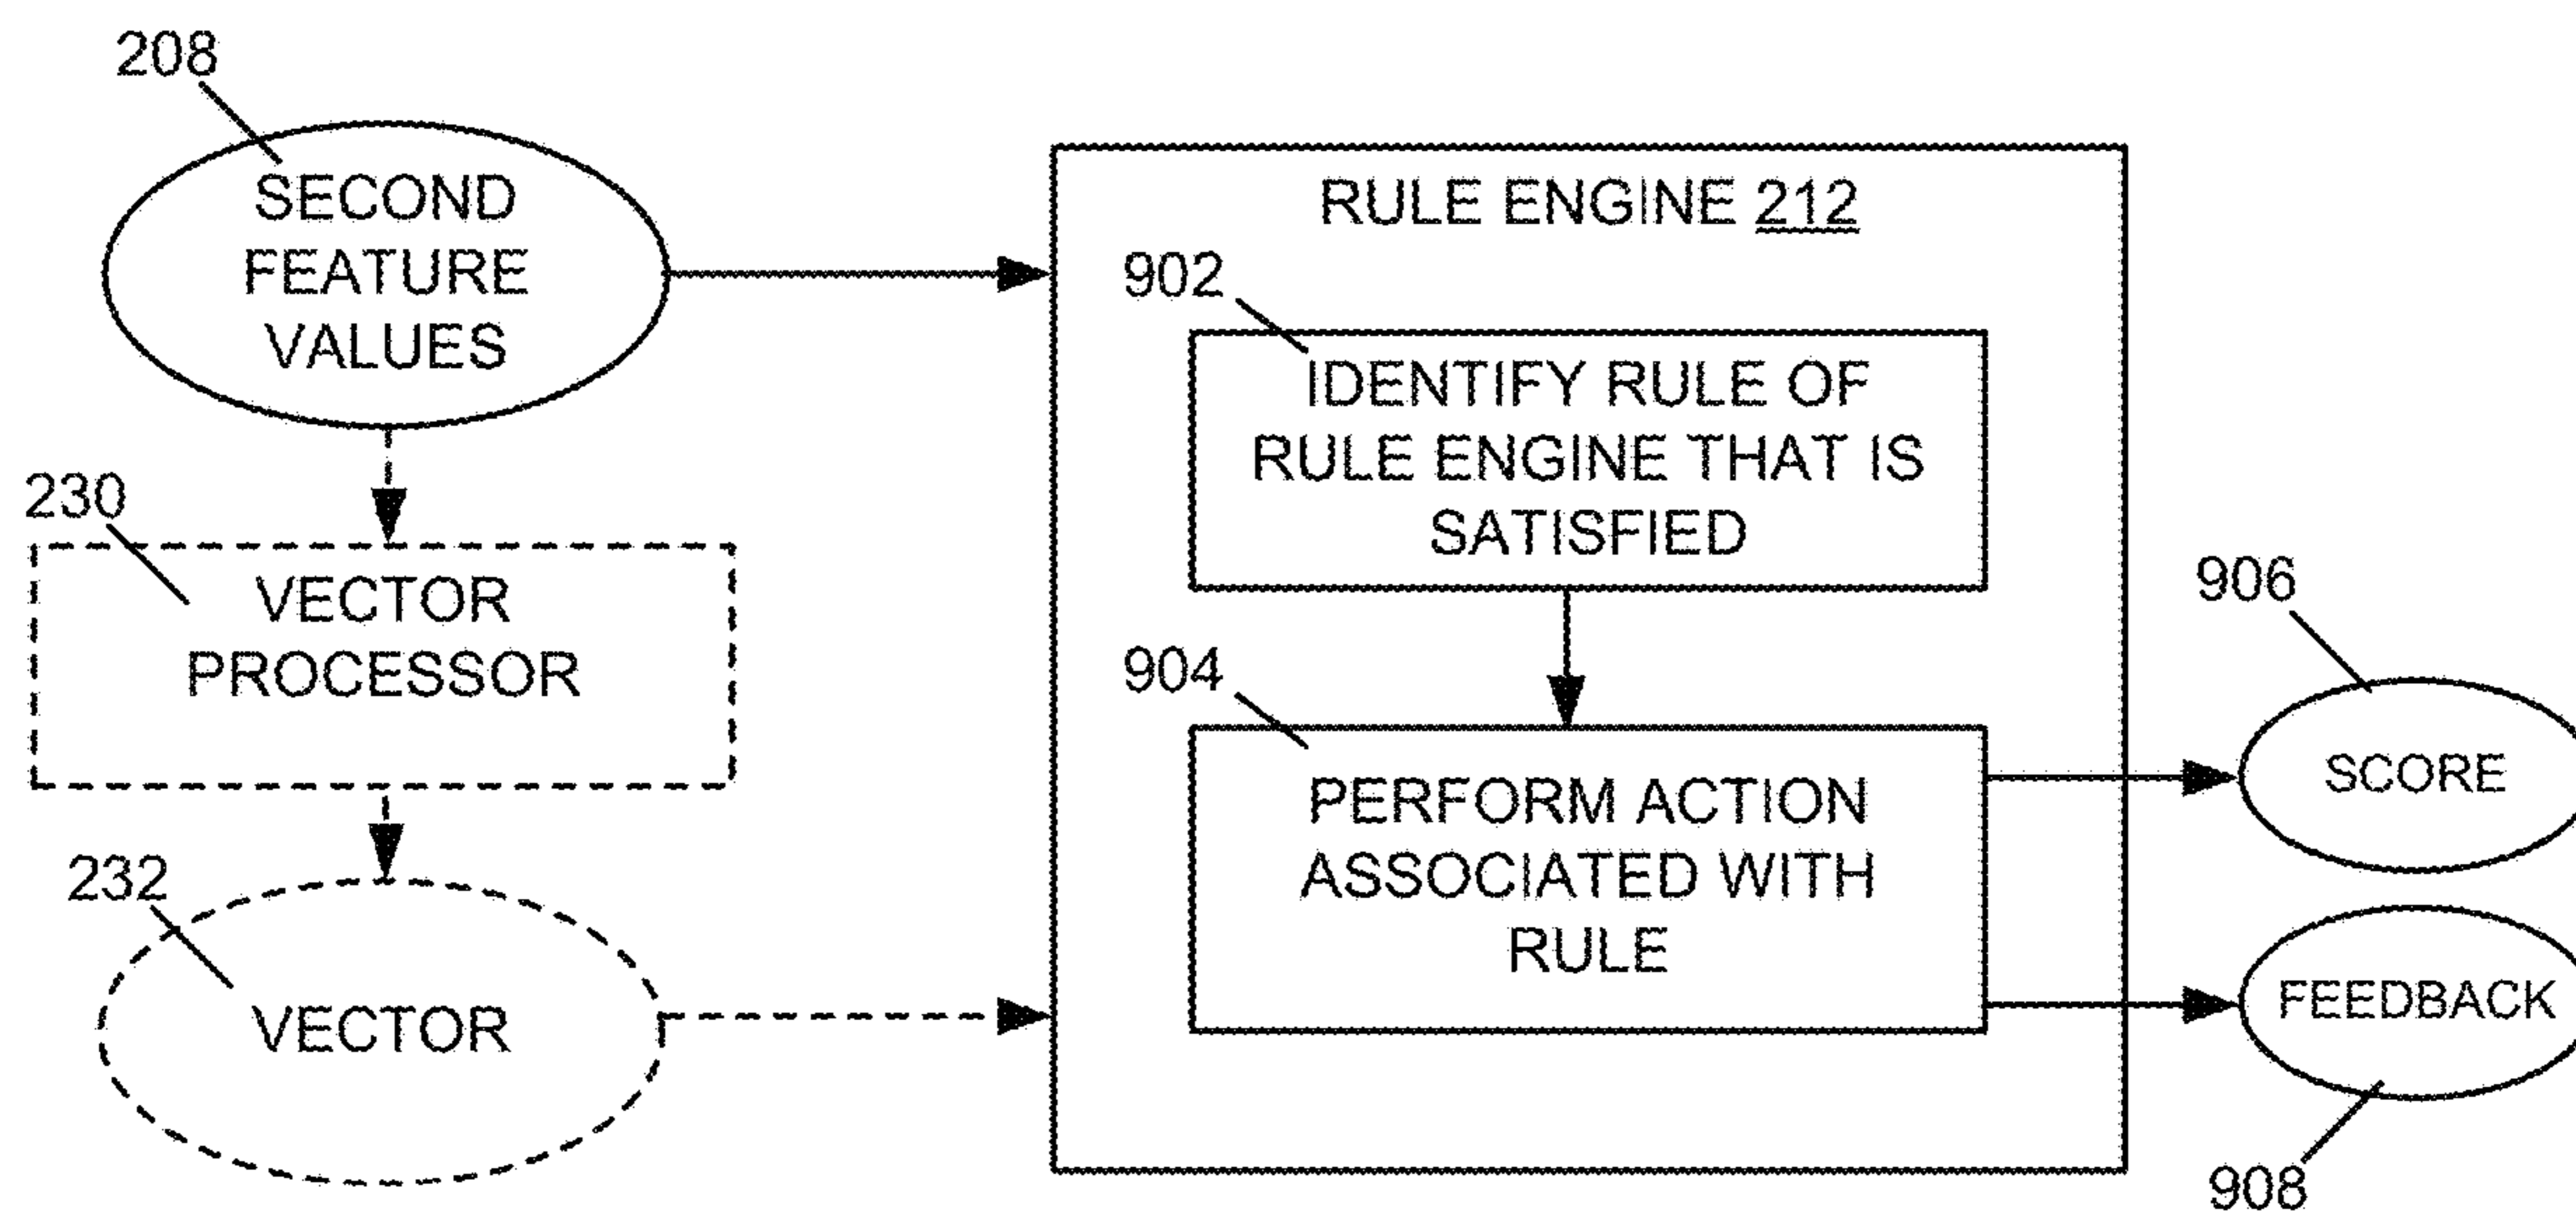 208
SECOND
FEATURE
VALUES
230
VECTOR
PROCESSOR
232
VECTOR
RULE ENGINE 212
902
IDENTIFY RULE OF
RULE ENGINE THAT IS
SATISFIED
904
PERFORM ACTION
ASSOCIATED WITH
RULE
906
SCORE
FEEDBACK
908